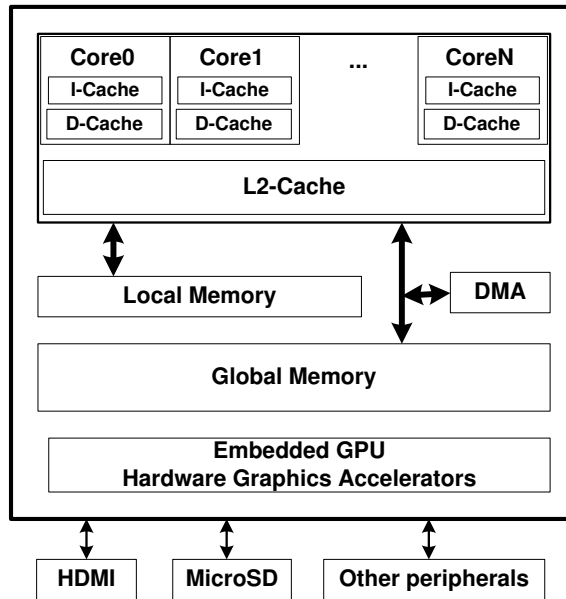 Core0 Core1 ... CoreN
I-Cache I-Cache I-Cache
D-Cache D-Cache D-Cache
L2-Cache
Local Memory
DMA
Global Memory
Embedded GPU
Hardware Graphics Accelerators
HDMI MicroSD Other peripherals